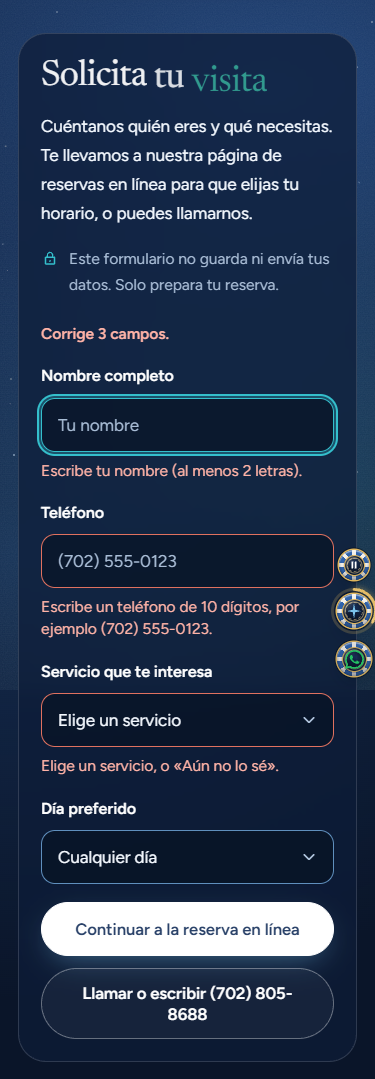 Solicita tu visita
Cuéntanos quién eres y qué necesitas.
Te llevamos a nuestra página de
reservas en línea para que elijas tu
horario, o puedes llamarnos.
Este formulario no guarda ni envía tus
datos. Solo prepara tu reserva.
Corrige 3 campos.
Nombre completo
Tu nombre
Escribe tu nombre (al menos 2 letras).
Teléfono
(702) 555-0123
Escribe un teléfono de 10 dígitos, por
ejemplo (702) 555-0123.
Servicio que te interesa
Elige un servicio
Elige un servicio, o «Aún no lo sé».
Día preferido
Cualquier día
Continuar a la reserva en línea
Llamar o escribir (702) 805-
8688